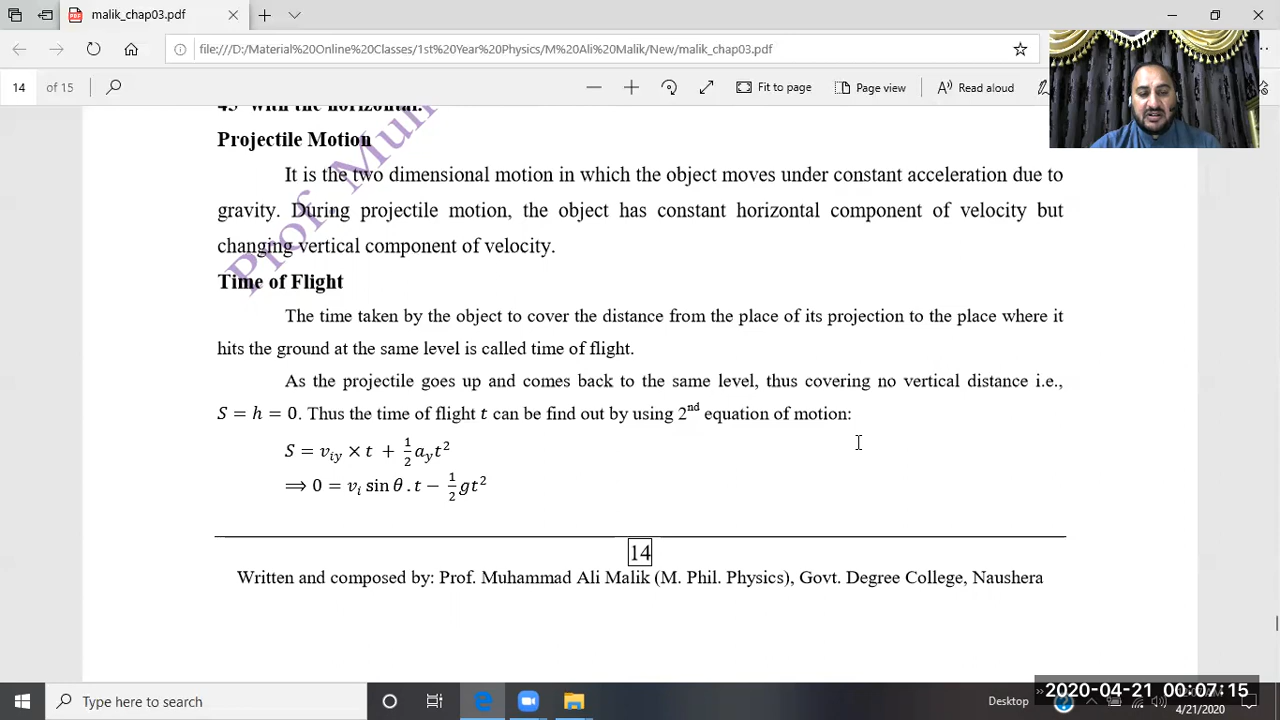 malik_chap03.pdf
file:///D:/Material%20Online%20Classes/1st%20Year%20Physics/M%20Ali%20Malik/New/malik_chap03.pdf
14 of 15
Fit to page
Page view
Read aloud
45° with the horizontal.
Prof. Mu
Projectile Motion
It is the two dimensional motion in which the object moves under constant acceleration due to
gravity. During projectile motion, the object has constant horizontal component of velocity but
changing vertical component of velocity.
Time of Flight
The time taken by the object to cover the distance from the place of its projection to the place where it
hits the ground at the same level is called time of flight.
As the projectile goes up and comes back to the same level, thus covering no vertical distance i.e.,
S = h = 0. Thus the time of flight t can be find out by using 2nd equation of motion:
S = v_iy × t + 1/2 a_y t²
⟹ 0 = v_i sin θ . t − 1/2 gt²
14
Written and composed by: Prof. Muhammad Ali Malik (M. Phil. Physics), Govt. Degree College, Naushera
Type here to search
Desktop
2020-04-21 00:07:15
4/21/2020